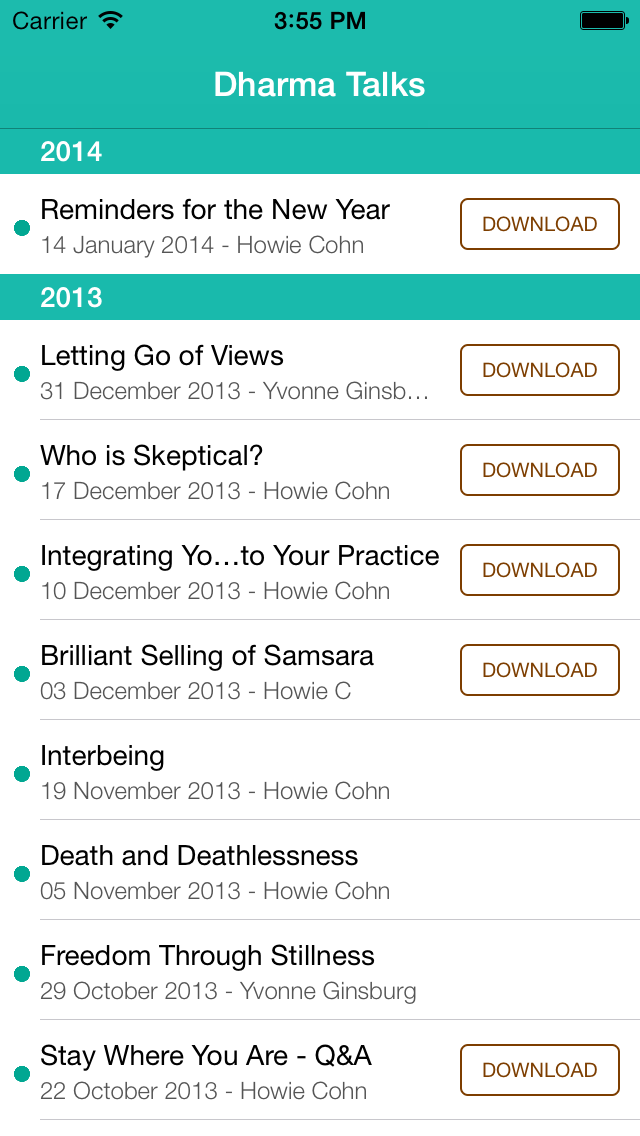 Carrier 3:55 PM
Dharma Talks
2014
Reminders for the New Year
DOWNLOAD
14 January 2014 - Howie Cohn
2013
Letting Go of Views
DOWNLOAD
31 December 2013 - Yvonne Ginsb…
Who is Skeptical?
DOWNLOAD
17 December 2013 - Howie Cohn
Integrating Yo…to Your Practice
DOWNLOAD
10 December 2013 - Howie Cohn
Brilliant Selling of Samsara
DOWNLOAD
03 December 2013 - Howie C
Interbeing
19 November 2013 - Howie Cohn
Death and Deathlessness
05 November 2013 - Howie Cohn
Freedom Through Stillness
29 October 2013 - Yvonne Ginsburg
Stay Where You Are - Q&A
DOWNLOAD
22 October 2013 - Howie Cohn